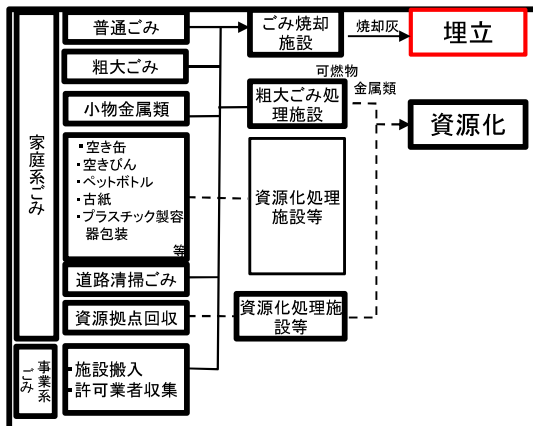 家庭系ごみ
普通ごみ
粗大ごみ
小物金属類
・空き缶
・空きびん
・ペットボトル
・古紙
・プラスチック製容
器包装
等
道路清掃ごみ
資源拠点回収
事業系
ごみ
・施設搬入
・許可業者収集
ごみ焼却
施設
焼却灰
埋立
可燃物
金属類
粗大ごみ処
理施設
資源化
資源化処理
施設等
資源化処理施
設等